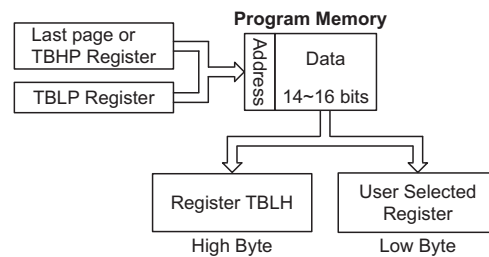 Program Memory
Last page or
TBHP Register
TBLP Register
Address
Data
14~16 bits
Register TBLH
User Selected
Register
High Byte
Low Byte